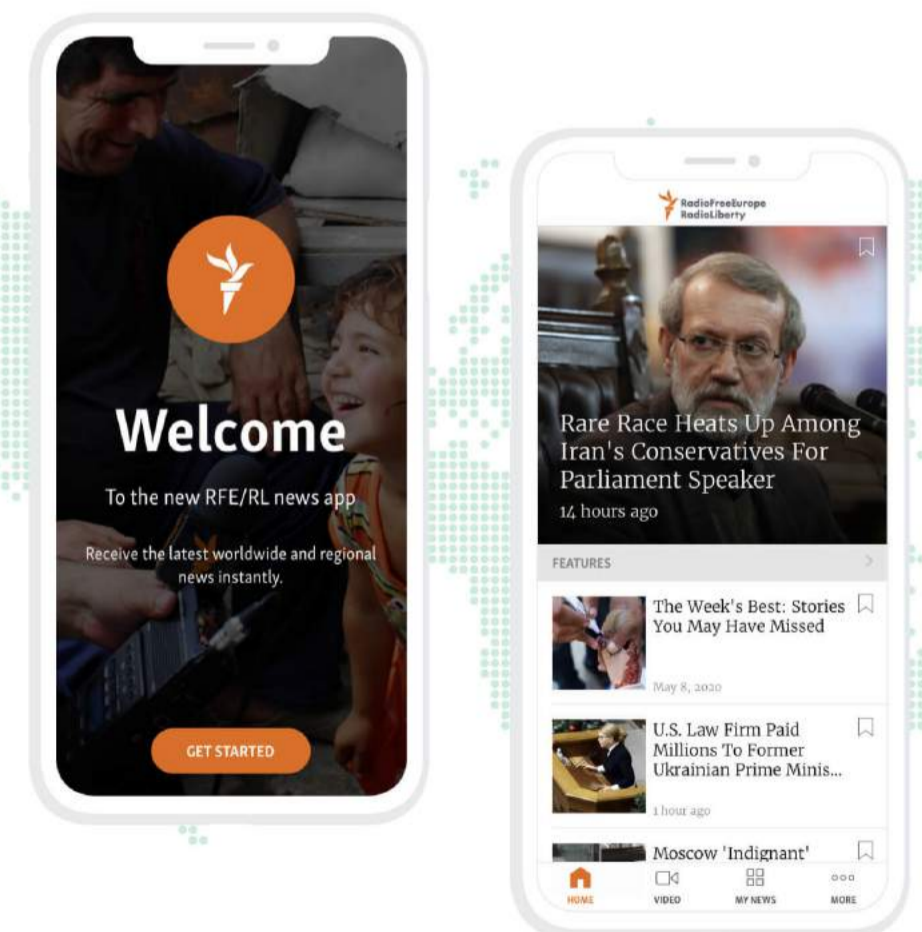 Welcome
To the new RFE/RL news app
Receive the latest worldwide and regional
news instantly.
GET STARTED
RadioFreeEurope
RadioLiberty
Rare Race Heats Up Among
Iran's Conservatives For
Parliament Speaker
14 hours ago
FEATURES
The Week's Best: Stories
You May Have Missed
May 8, 2020
U.S. Law Firm Paid
Millions To Former
Ukrainian Prime Minis...
1 hour ago
Moscow 'Indignant'
HOME
VIDEO
MY NEWS
MORE